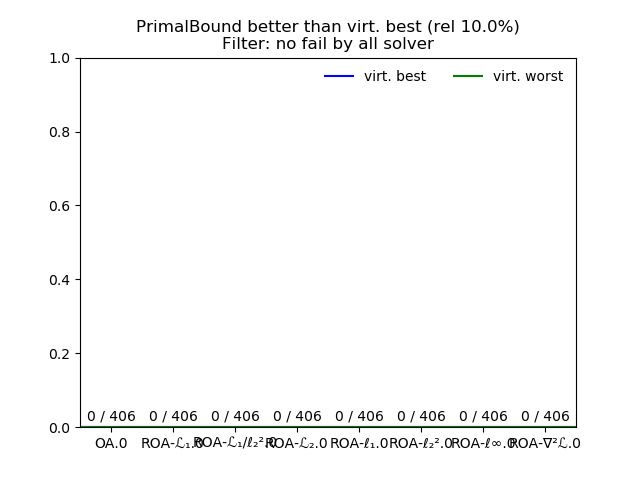 PrimalBound better than virt. best (rel 10.0%)
Filter: no fail by all solver
virt. best virt. worst
1.0
0.8
0.6
0.4
0.2
0.0
0 / 406 0 / 406 0 / 406 0 / 406 0 / 406 0 / 406 0 / 406 0 / 406
OA.0 ROA-ℒ₁.0 ROA-ℒ₁/ℓ₂².0 ROA-ℒ₂.0 ROA-ℓ₁.0 ROA-ℓ₂².0 ROA-ℓ∞.0 ROA-∇²ℒ.0